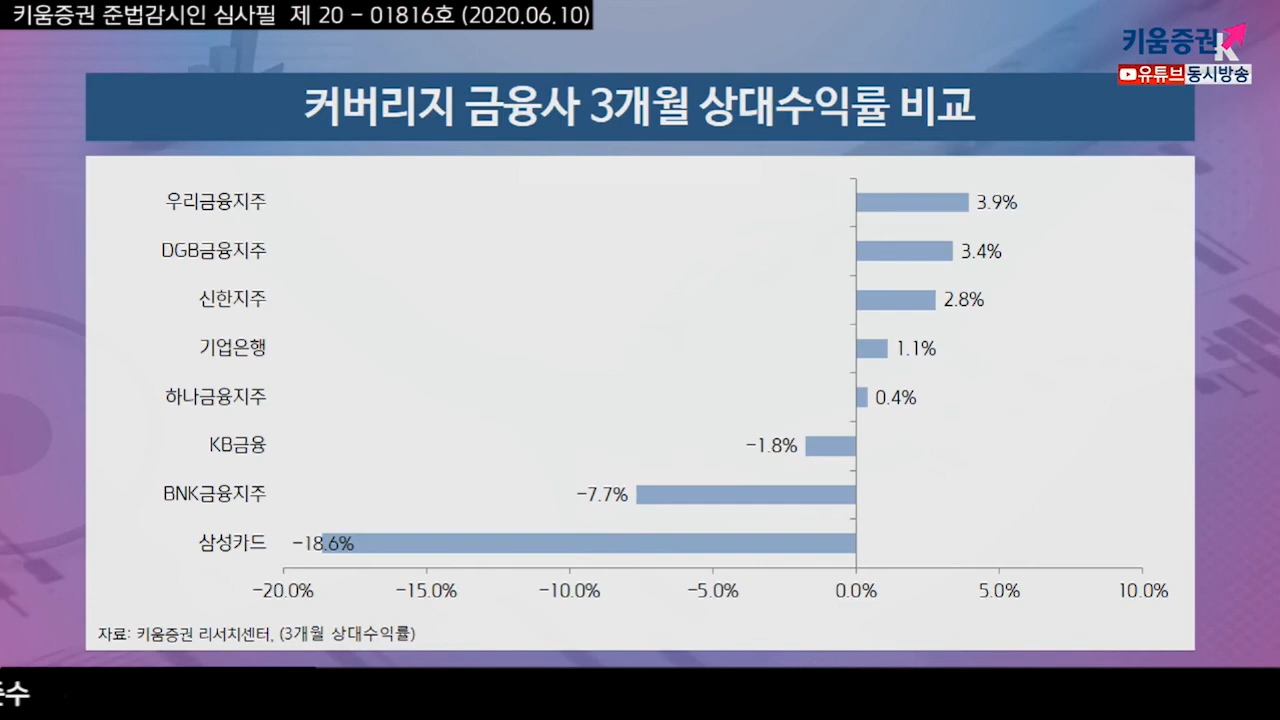 키움증권 준법감시인 심사필 제 20 - 01816호 (2020.06.10)
키움증권
유튜브 동시방송
커버리지 금융사 3개월 상대수익률 비교
우리금융지주 3.9%
DGB금융지주 3.4%
신한지주 2.8%
기업은행 1.1%
하나금융지주 0.4%
KB금융 -1.8%
BNK금융지주 -7.7%
삼성카드 -18.6%
-20.0% -15.0% -10.0% -5.0% 0.0% 5.0% 10.0%
자료: 키움증권 리서치센터, (3개월 상대수익률)